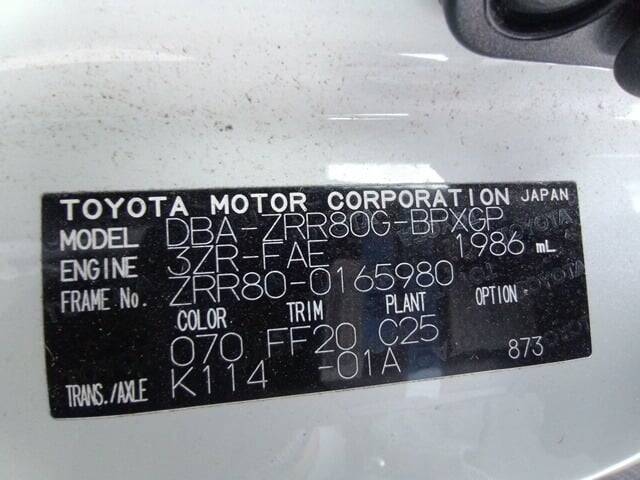 TOYOTA MOTOR CORPORATION JAPAN
MODEL DBA-ZRR80G-BPXGP
ENGINE 3ZR-FAE 1986 mL
FRAME No. ZRR80-0165980
COLOR TRIM PLANT OPTION
070 FF20 C25
TRANS./AXLE K114 -01A 873